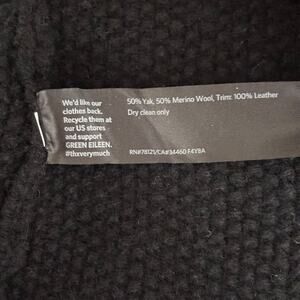 We'd like our
clothes back.
Recycle them at
our US stores
and support
GREEN EILEEN.
#thxverymuch
50% Yak, 50% Merino Wool, Trim: 100% Leather
Dry clean only
RN#78121/CA#34460 F4YBA